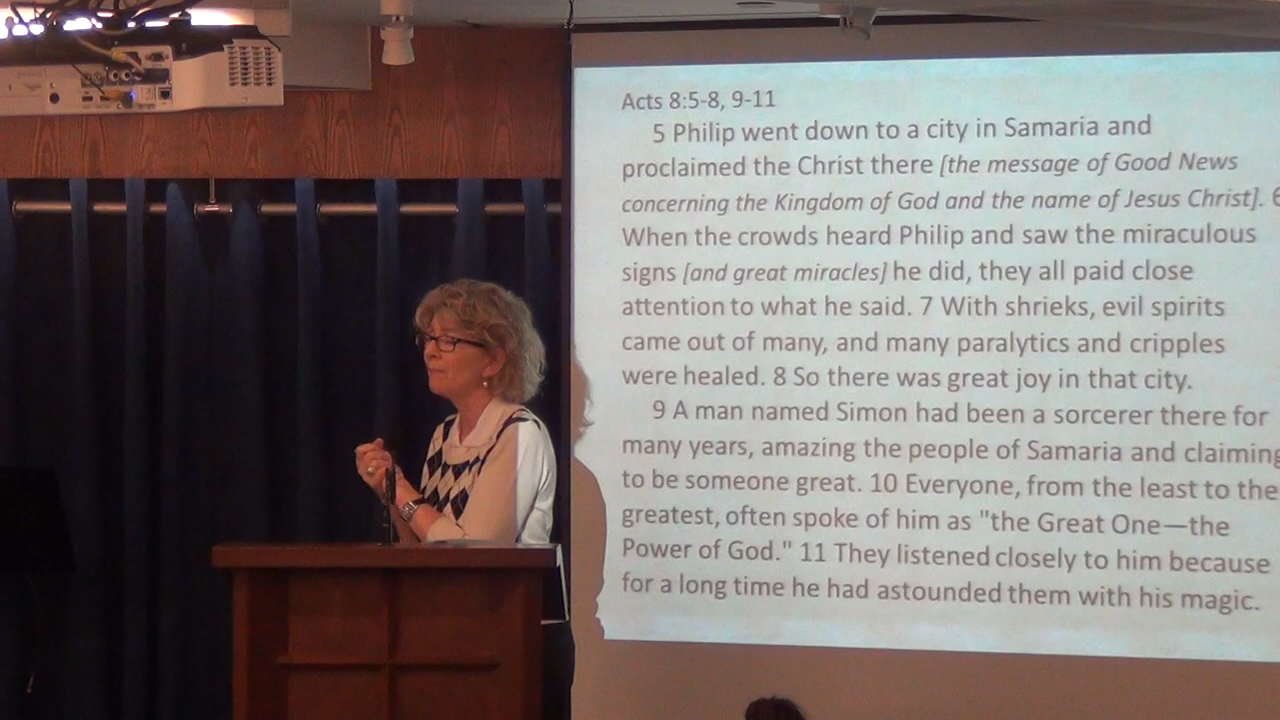 Acts 8:5-8, 9-11
5 Philip went down to a city in Samaria and
proclaimed the Christ there [the message of Good News
concerning the Kingdom of God and the name of Jesus Christ]. 6
When the crowds heard Philip and saw the miraculous
signs [and great miracles] he did, they all paid close
attention to what he said. 7 With shrieks, evil spirits
came out of many, and many paralytics and cripples
were healed. 8 So there was great joy in that city.
9 A man named Simon had been a sorcerer there for
many years, amazing the people of Samaria and claiming
to be someone great. 10 Everyone, from the least to the
greatest, often spoke of him as "the Great One—the
Power of God." 11 They listened closely to him because
for a long time he had astounded them with his magic.